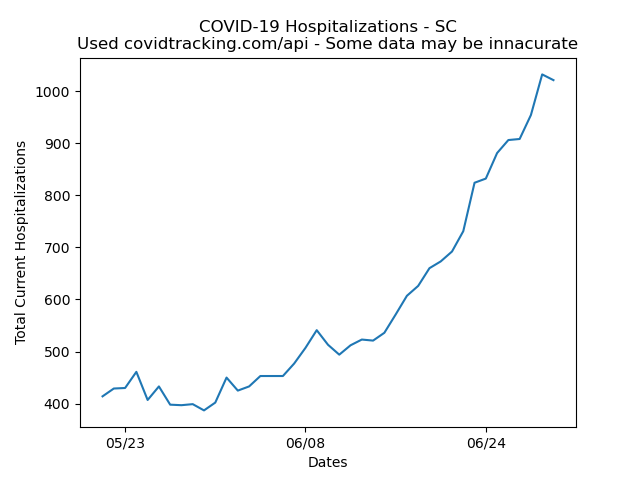 COVID-19 Hospitalizations - SC
Used covidtracking.com/api - Some data may be innacurate
1000
900
800
700
600
500
400
Total Current Hospitalizations
05/23 06/08 06/24
Dates